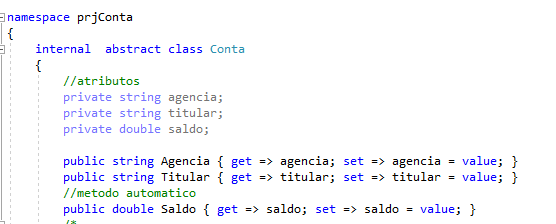 namespace prjConta
{
internal abstract class Conta
{
//atributos
private string agencia;
private string titular;
private double saldo;
public string Agencia { get => agencia; set => agencia = value; }
public string Titular { get => titular; set => titular = value; }
//metodo automatico
public double Saldo { get => saldo; set => saldo = value; }
/*